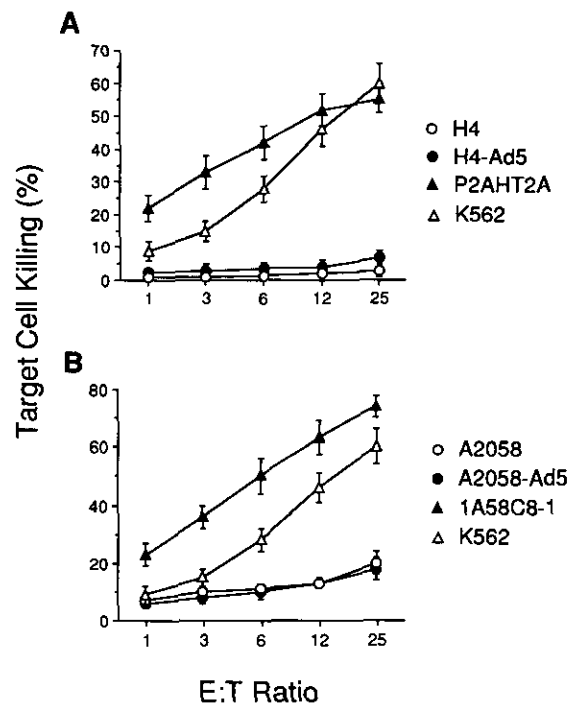 A
70
60
50
40
30
20
10
0
1 3 6 12 25
H4
H4-Ad5
P2AHT2A
K562
Target Cell Killing (%)
B
80
60
40
20
0
1 3 6 12 25
A2058
A2058-Ad5
1A58C8-1
K562
E:T Ratio